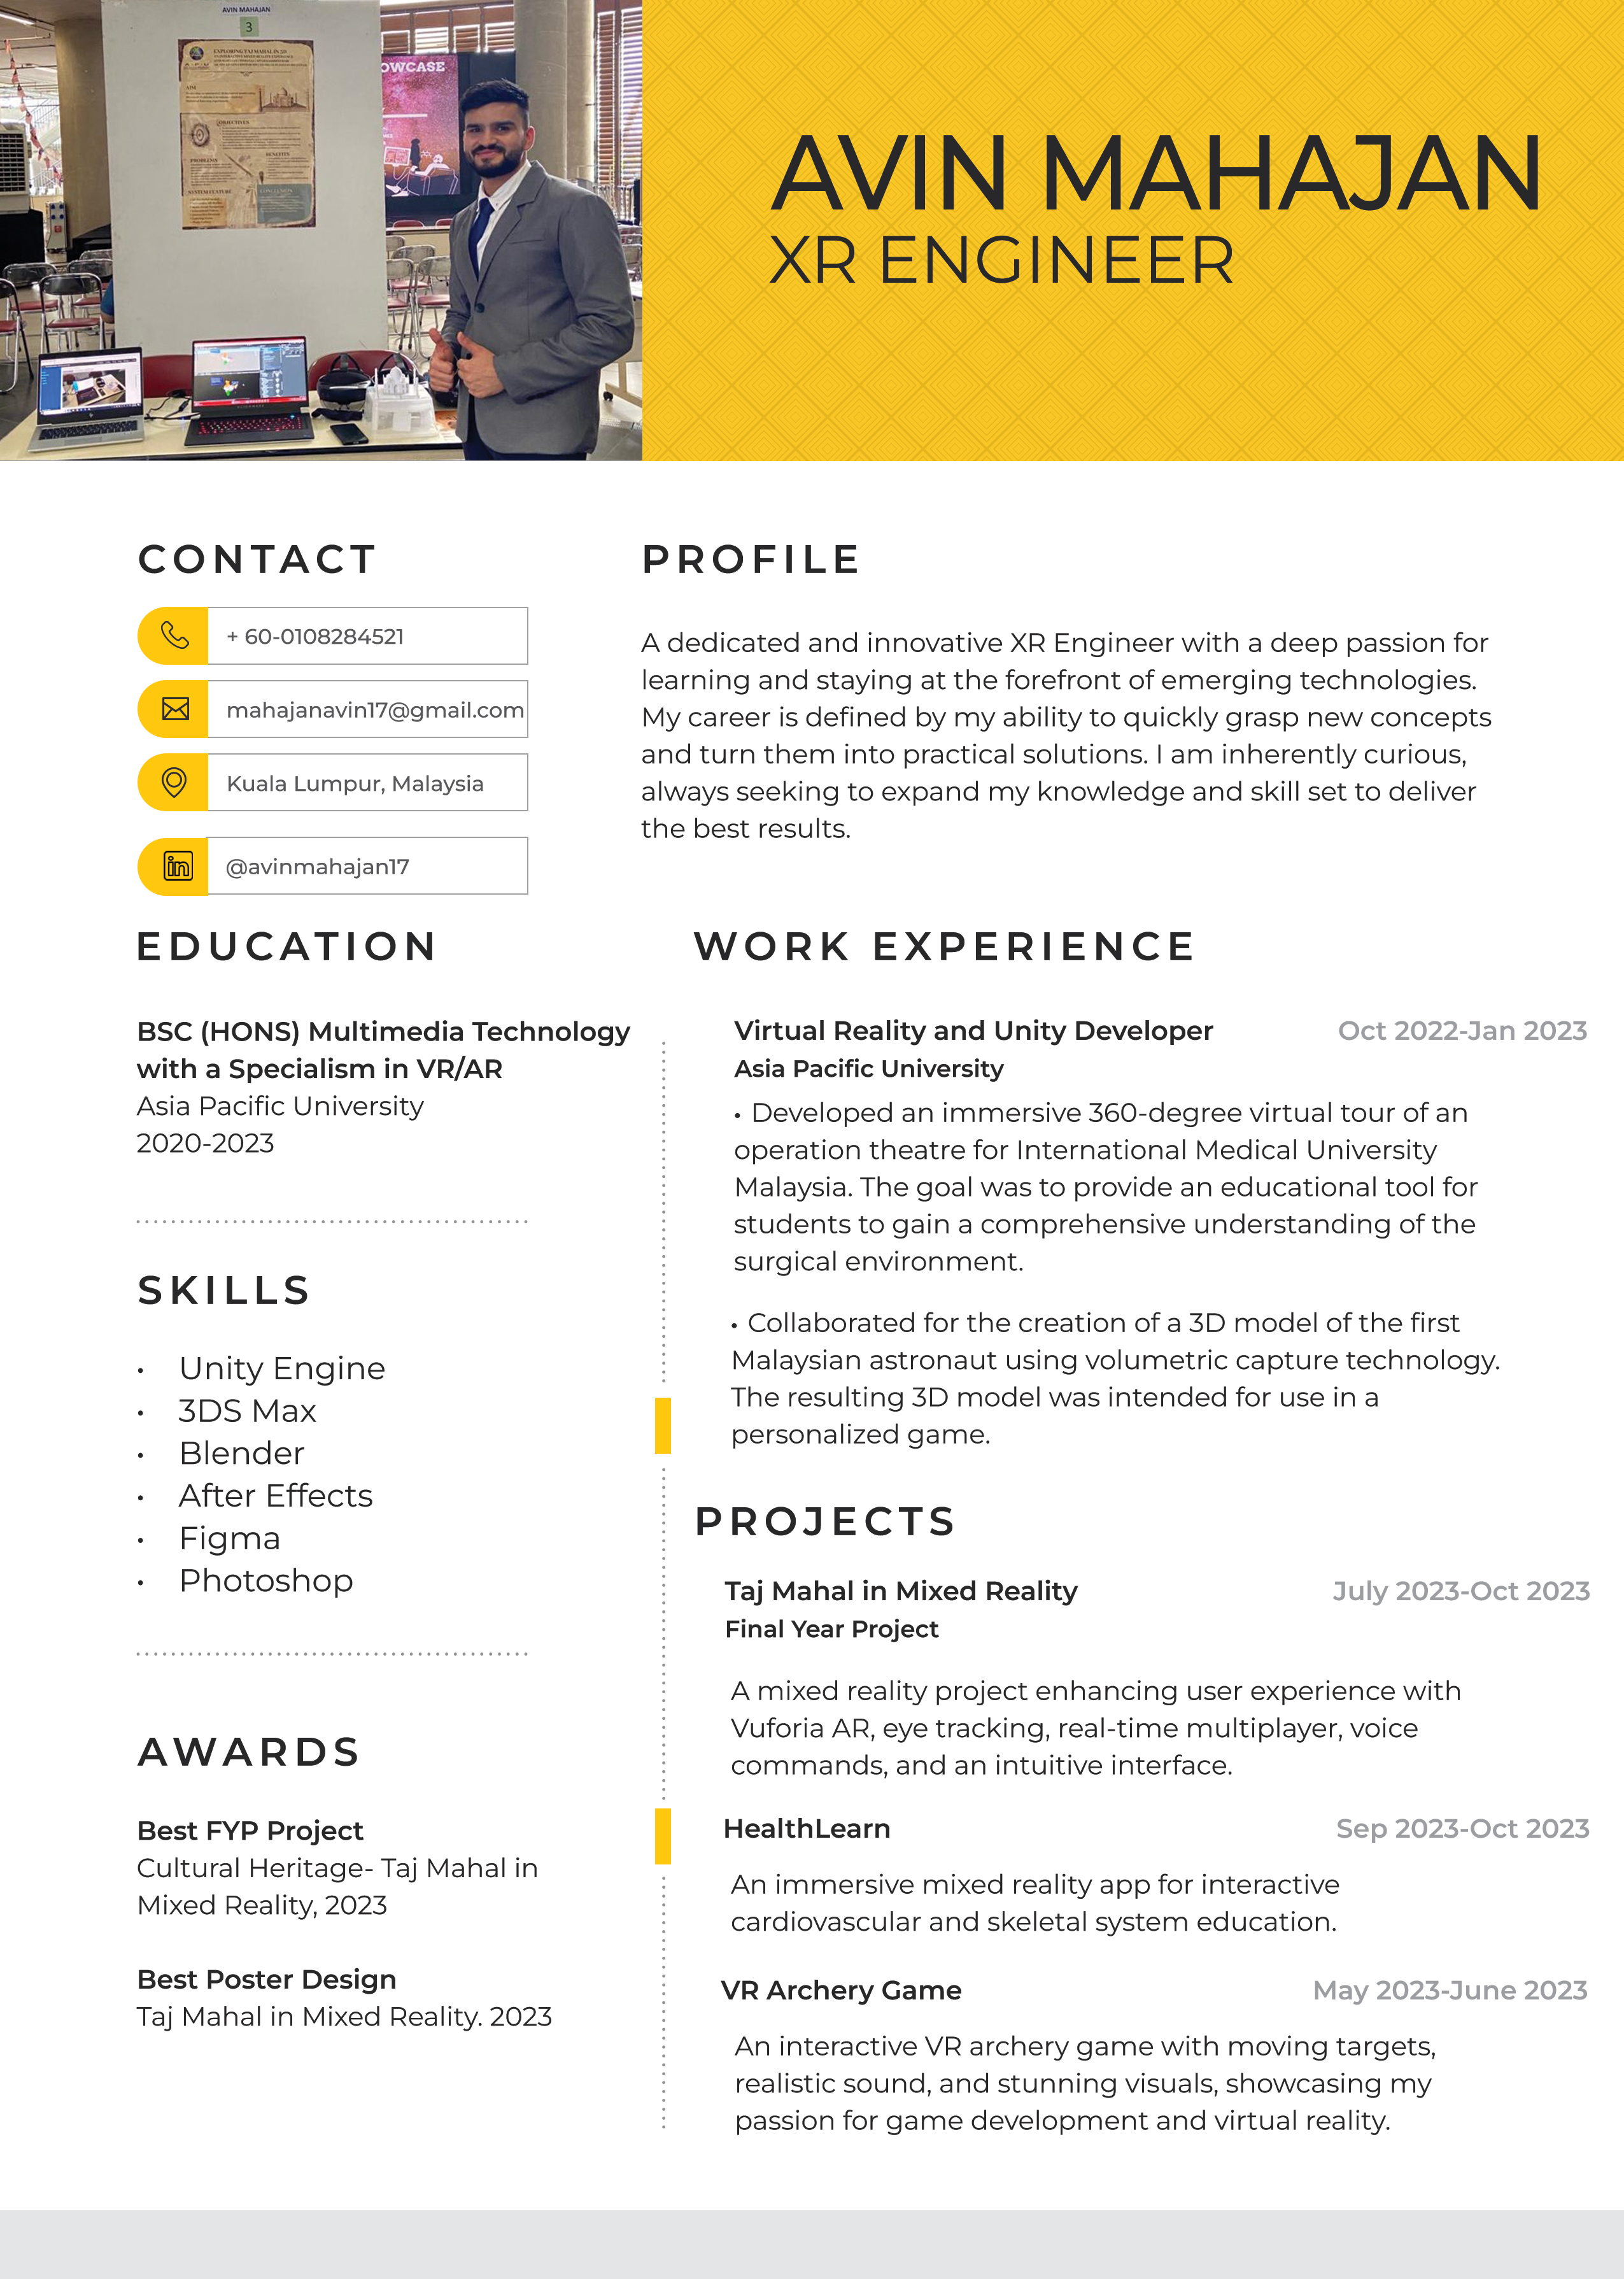 AVIN MAHAJAN
3
EXPLORING TAJ MAHAL IN
AIM
OBJECTIVES
PROBLEMS
BENEFITS
SYSTEM FEATURE
CONCLUSION
OWCASE
AVIN MAHAJAN
XR ENGINEER
CONTACT
+ 60-0108284521
mahajanavin17@gmail.com
Kuala Lumpur, Malaysia
@avinmahajan17
PROFILE
A dedicated and innovative XR Engineer with a deep passion for
learning and staying at the forefront of emerging technologies.
My career is defined by my ability to quickly grasp new concepts
and turn them into practical solutions. I am inherently curious,
always seeking to expand my knowledge and skill set to deliver
the best results.
EDUCATION
BSC (HONS) Multimedia Technology
with a Specialism in VR/AR
Asia Pacific University
2020-2023
SKILLS
• Unity Engine
• 3DS Max
• Blender
• After Effects
• Figma
• Photoshop
AWARDS
Best FYP Project
Cultural Heritage- Taj Mahal in
Mixed Reality, 2023
Best Poster Design
Taj Mahal in Mixed Reality. 2023
WORK EXPERIENCE
Virtual Reality and Unity Developer Oct 2022-Jan 2023
Asia Pacific University
• Developed an immersive 360-degree virtual tour of an
operation theatre for International Medical University
Malaysia. The goal was to provide an educational tool for
students to gain a comprehensive understanding of the
surgical environment.
• Collaborated for the creation of a 3D model of the first
Malaysian astronaut using volumetric capture technology.
The resulting 3D model was intended for use in a
personalized game.
PROJECTS
Taj Mahal in Mixed Reality July 2023-Oct 2023
Final Year Project
A mixed reality project enhancing user experience with
Vuforia AR, eye tracking, real-time multiplayer, voice
commands, and an intuitive interface.
HealthLearn Sep 2023-Oct 2023
An immersive mixed reality app for interactive
cardiovascular and skeletal system education.
VR Archery Game May 2023-June 2023
An interactive VR archery game with moving targets,
realistic sound, and stunning visuals, showcasing my
passion for game development and virtual reality.